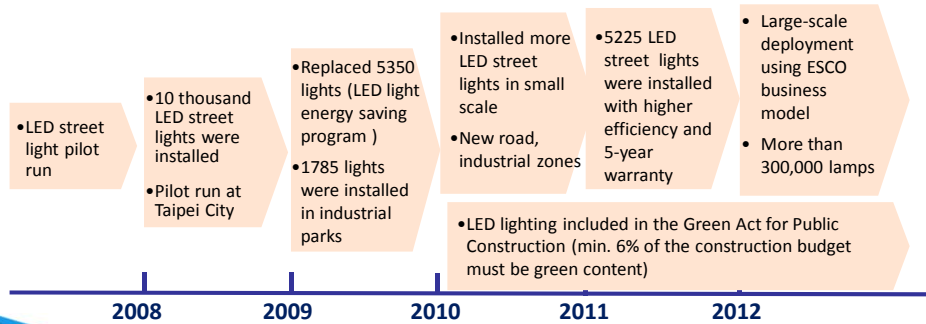 •LED street
light pilot
run
•10 thousand
LED street
lights were
installed
•Pilot run at
Taipei City
•Replaced 5350
lights (LED light
energy saving
program )
•1785 lights
were installed
in industrial
parks
•Installed more
LED street
lights in small
scale
•New road,
industrial zones
•5225 LED
street lights
were installed
with higher
efficiency and
5-year
warranty
• Large-scale
deployment
using ESCO
business
model
• More than
300,000 lamps
•LED lighting included in the Green Act for Public
Construction (min. 6% of the construction budget
must be green content)
2008
2009
2010
2011
2012